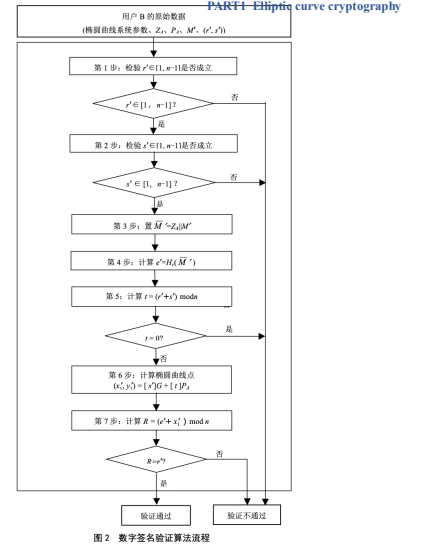 PART1 Elliptic curve cryptography
用户 B 的原始数据
(椭圆曲线系统参数、Z_A、P_A、M′、(r′, s′))
第 1 步：检验 r′∈[1, n-1]是否成立
否
r′∈ [1， n-1]？
是
第 2 步：检验 s′∈[1, n-1]是否成立
否
s′∈ [1， n-1]？
是
第 3 步：置 M̅ ′=Z_A||M′
第 4 步：计算 e′=H_v( M̅ ′ )
第 5：计算 t = (r′+s′) modn
是
t = 0?
否
第 6 步：计算椭圆曲线点
(x₁′, y₁′) = [ s′]G + [ t ]P_A
第 7 步：计算 R = (e′+ x₁′ ) mod n
否
R=r′?
是
验证通过
验证不通过
图 2 数字签名验证算法流程